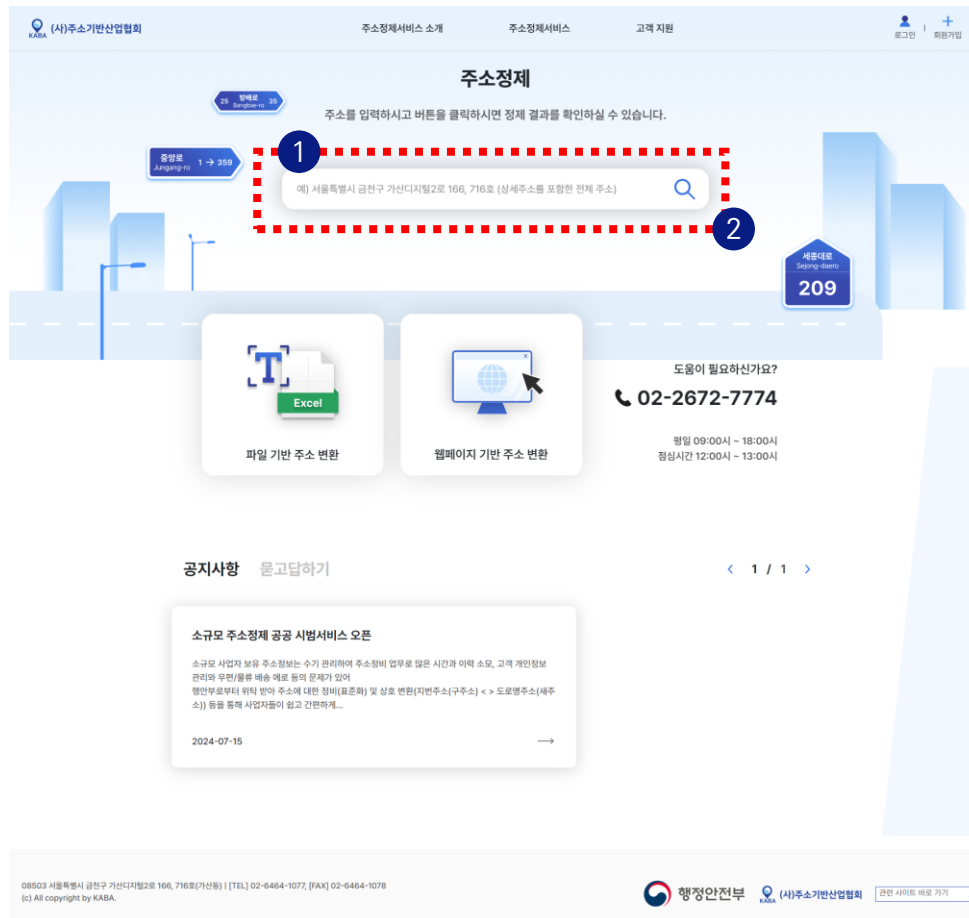 KABA (사)주소기반산업협회
주소정제서비스 소개
주소정제서비스
고객 지원
로그인 | 회원가입
주소정제
25 방배로 35
Bangbae-ro
주소를 입력하시고 버튼을 클릭하시면 정제 결과를 확인하실 수 있습니다.
1
중앙로 1 → 359
Jungang-ro
예) 서울특별시 금천구 가산디지털2로 166, 716호 (상세주소를 포함한 전체 주소)
2
세종대로
Sejong-daero
209
T
Excel
파일 기반 주소 변환
x
웹페이지 기반 주소 변환
도움이 필요하신가요?
02-2672-7774
평일 09:00시 ~ 18:00시
점심시간 12:00시 ~ 13:00시
공지사항 묻고답하기
< 1 / 1 >
소규모 주소정제 공공 시범서비스 오픈
소규모 사업자 보유 주소정보는 수기 관리하여 주소정비 업무로 많은 시간과 이력 소모, 고객 개인정보
관리와 우편/물류 배송 애로 등의 문제가 있어
행안부로부터 위탁 받아 주소에 대한 정비(표준화) 및 상호 변환(지번주소(구주소) < > 도로명주소(새주
소)) 등을 통해 사업자들이 쉽고 간편하게...
2024-07-15
08503 서울특별시 금천구 가산디지털2로 166, 716호(가산동) | [TEL] 02-6464-1077, [FAX] 02-6464-1078
(c) All copyright by KABA.
행정안전부
KABA (사)주소기반산업협회
관련 사이트 바로 가기